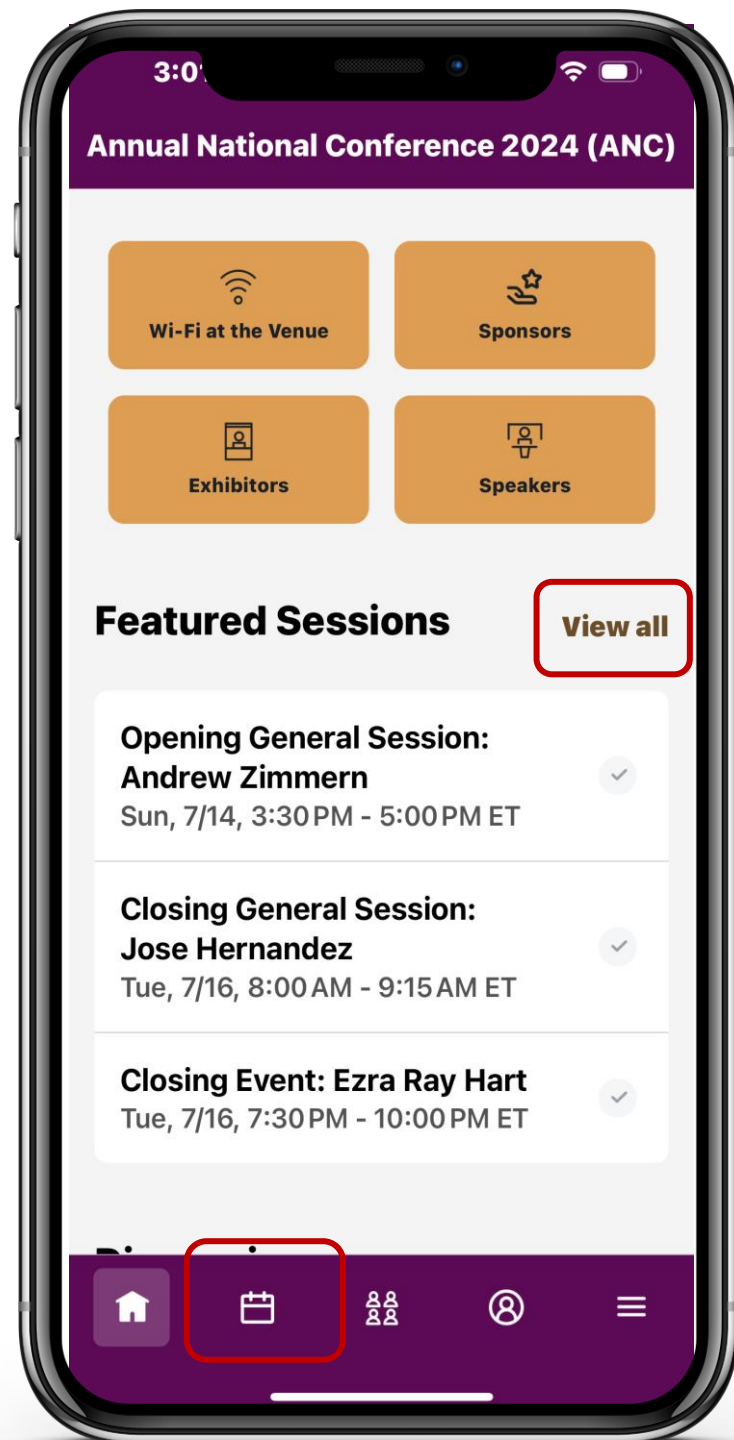 Annual National Conference 2024 (ANC)
Wi-Fi at the Venue
Sponsors
Exhibitors
Speakers
Featured Sessions
View all
Opening General Session:
Andrew Zimmern
Sun, 7/14, 3:30 PM - 5:00 PM ET
Closing General Session:
Jose Hernandez
Tue, 7/16, 8:00 AM - 9:15 AM ET
Closing Event: Ezra Ray Hart
Tue, 7/16, 7:30 PM - 10:00 PM ET